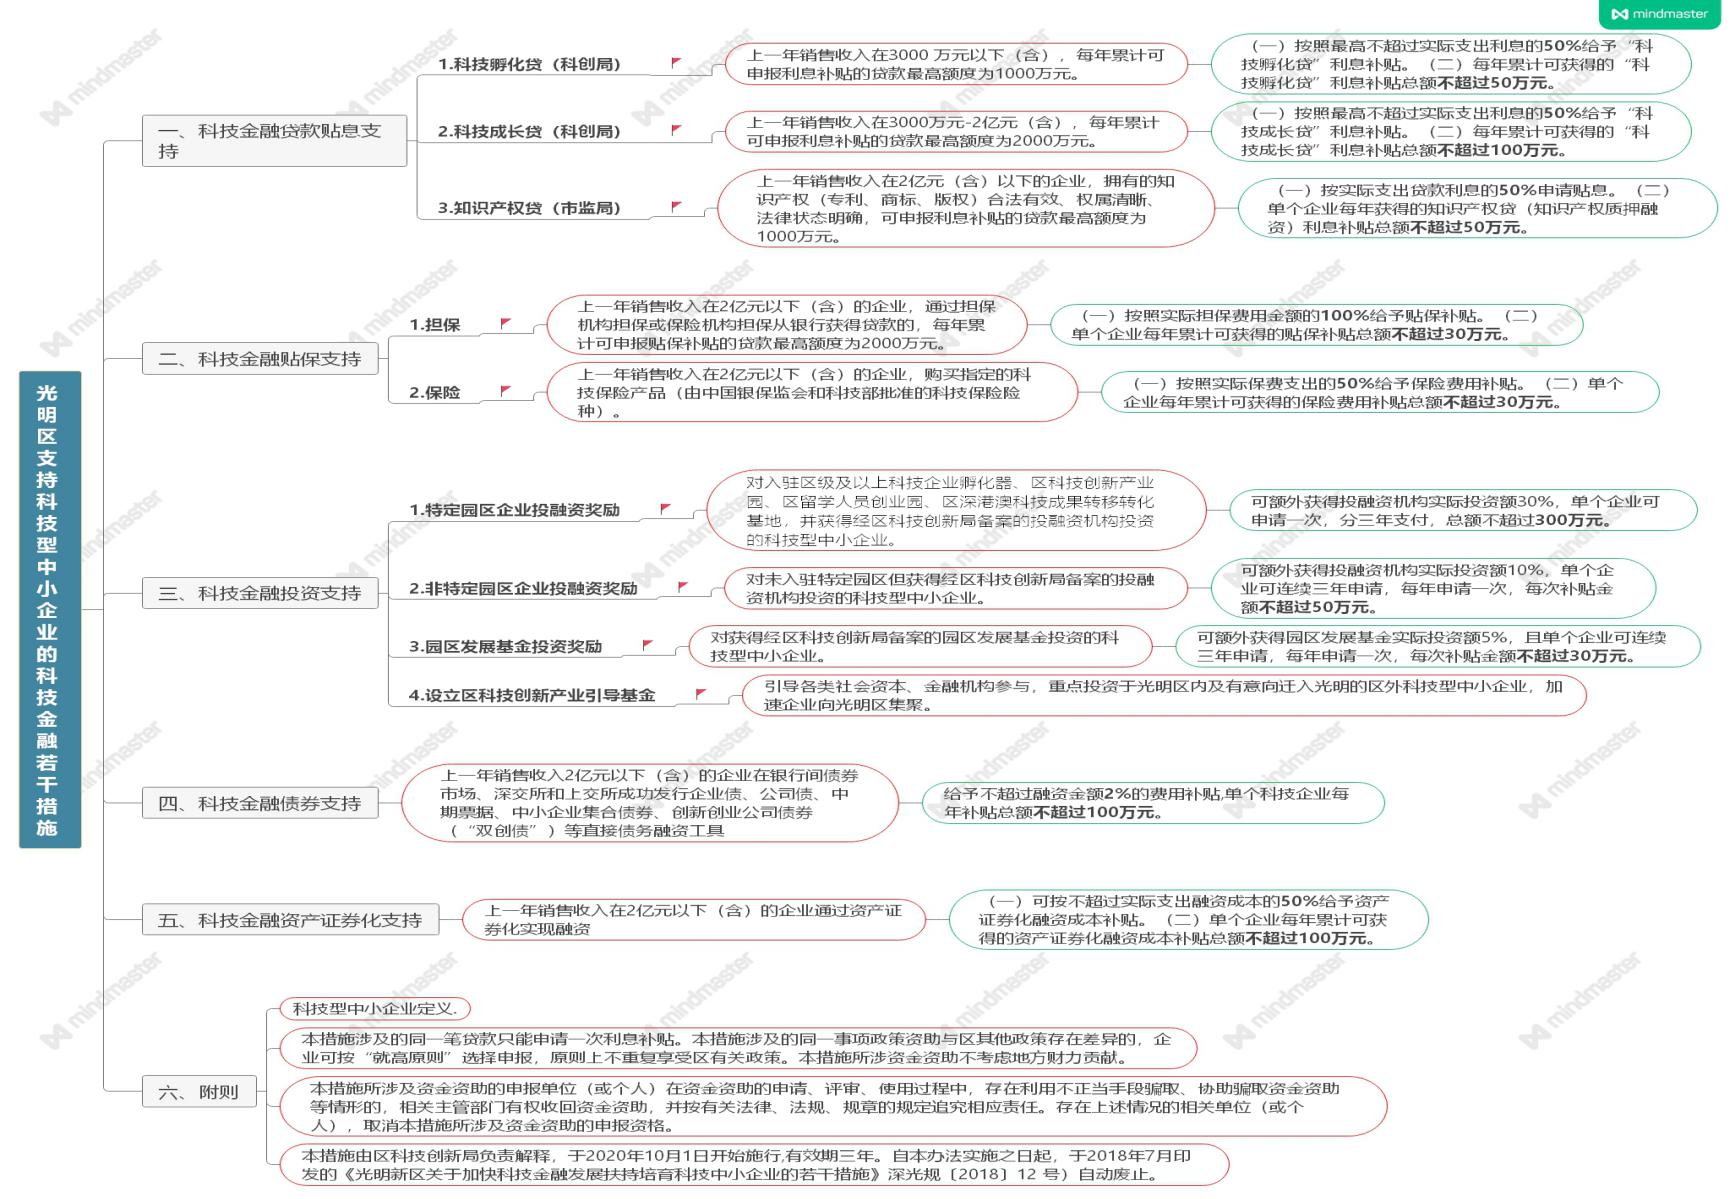 mindmaster
光明区支持科技型中小企业的科技金融若干措施
一、科技金融贷款贴息支
持
1.科技孵化贷（科创局）
上一年销售收入在3000 万元以下（含），每年累计可
申报利息补贴的贷款最高额度为1000万元。
（一）按照最高不超过实际支出利息的50%给予“科
技孵化贷”利息补贴。（二）每年累计可获得的“科
技孵化贷”利息补贴总额不超过50万元。
2.科技成长贷（科创局）
上一年销售收入在3000万元-2亿元（含），每年累计
可申报利息补贴的贷款最高额度为2000万元。
（一）按照最高不超过实际支出利息的50%给予“科
技成长贷”利息补贴。（二）每年累计可获得的“科
技成长贷”利息补贴总额不超过100万元。
3.知识产权贷（市监局）
上一年销售收入在2亿元（含）以下的企业，拥有的知
识产权（专利、商标、版权）合法有效、权属清晰、
法律状态明确，可申报利息补贴的贷款最高额度为
1000万元。
（一）按实际支出贷款利息的50%申请贴息。（二）
单个企业每年获得的知识产权贷（知识产权质押融
资）利息补贴总额不超过50万元。
二、科技金融贴保支持
1.担保
上一年销售收入在2亿元以下（含）的企业，通过担保
机构担保或保险机构担保从银行获得贷款的，每年累
计可申报贴保补贴的贷款最高额度为2000万元。
（一）按照实际担保费用金额的100%给予贴保补贴。（二）
单个企业每年累计可获得的贴保补贴总额不超过30万元。
2.保险
上一年销售收入在2亿元以下（含）的企业，购买指定的科
技保险产品（由中国银保监会和科技部批准的科技保险险
种）。
（一）按照实际保费支出的50%给予保险费用补贴。（二）单个
企业每年累计可获得的保险费用补贴总额不超过30万元。
三、科技金融投资支持
1.特定园区企业投融资奖励
对入驻区级及以上科技企业孵化器、区科技创新产业
园、区留学人员创业园、区深港澳科技成果转移转化
基地，并获得经区科技创新局备案的投融资机构投资
的科技型中小企业。
可额外获得投融资机构实际投资额30%，单个企业可
申请一次，分三年支付，总额不超过300万元。
2.非特定园区企业投融资奖励
对未入驻特定园区但获得经区科技创新局备案的投融
资机构投资的科技型中小企业。
可额外获得投融资机构实际投资额10%，单个企
业可连续三年申请，每年申请一次，每次补贴金
额不超过50万元。
3.园区发展基金投资奖励
对获得经区科技创新局备案的园区发展基金投资的科
技型中小企业。
可额外获得园区发展基金实际投资额5%，且单个企业可连续
三年申请，每年申请一次，每次补贴金额不超过30万元。
4.设立区科技创新产业引导基金
引导各类社会资本、金融机构参与，重点投资于光明区内及有意向迁入光明的区外科技型中小企业，加
速企业向光明区集聚。
四、科技金融债券支持
上一年销售收入2亿元以下（含）的企业在银行间债券
市场、深交所和上交所成功发行企业债、公司债、中
期票据、中小企业集合债券、创新创业公司债券
（“双创债”）等直接债务融资工具
给予不超过融资金额2%的费用补贴,单个科技企业每
年补贴总额不超过100万元。
五、科技金融资产证券化支持
上一年销售收入在2亿元以下（含）的企业通过资产证
券化实现融资
（一）可按不超过实际支出融资成本的50%给予资产
证券化融资成本补贴。（二）单个企业每年累计可获
得的资产证券化融资成本补贴总额不超过100万元。
六、附则
科技型中小企业定义.
本措施涉及的同一笔贷款只能申请一次利息补贴。本措施涉及的同一事项政策资助与区其他政策存在差异的，企
业可按“就高原则”选择申报，原则上不重复享受区有关政策。本措施所涉资金资助不考虑地方财力贡献。
本措施所涉及资金资助的申报单位（或个人）在资金资助的申请、评审、使用过程中，存在利用不正当手段骗取、协助骗取资金资助
等情形的，相关主管部门有权收回资金资助，并按有关法律、法规、规章的规定追究相应责任。存在上述情况的相关单位（或个
人），取消本措施所涉及资金资助的申报资格。
本措施由区科技创新局负责解释，于2020年10月1日开始施行,有效期三年。自本办法实施之日起，于2018年7月印
发的《光明新区关于加快科技金融发展扶持培育科技中小企业的若干措施》深光规〔2018〕12 号）自动废止。